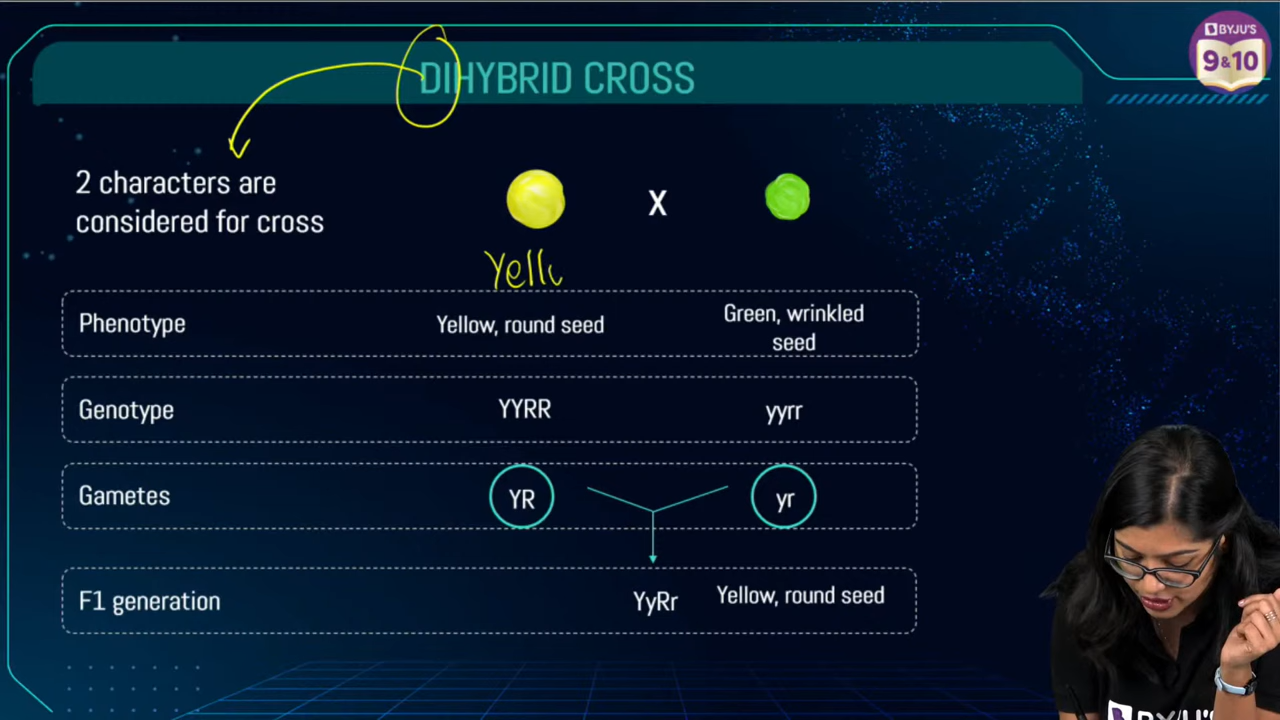 DIHYBRID CROSS
BYJU'S
9&10
2 characters are
considered for cross
X
Yello
Phenotype
Yellow, round seed
Green, wrinkled
seed
Genotype
YYRR
yyrr
Gametes
YR
yr
F1 generation
YyRr
Yellow, round seed
BYJU'S